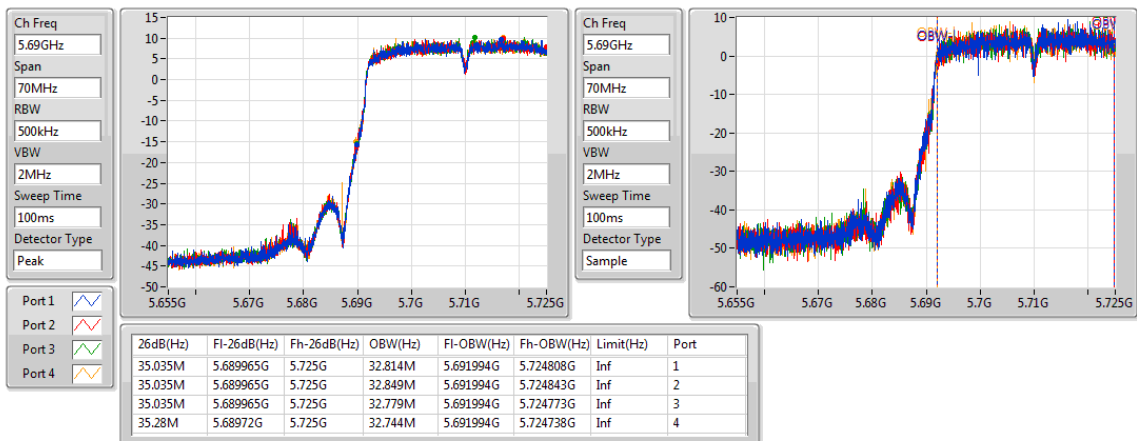 Ch Freq
5.69GHz
Span
70MHz
RBW
500kHz
VBW
2MHz
Sweep Time
100ms
Detector Type
Peak
Port 1
Port 2
Port 3
Port 4
15
10
5
0
-5
-10
-15
-20
-25
-30
-35
-40
-45
-50
5.655G 5.67G 5.68G 5.69G 5.7G 5.71G 5.725G
Ch Freq
5.69GHz
Span
70MHz
RBW
500kHz
VBW
2MHz
Sweep Time
100ms
Detector Type
Sample
10
0
-10
-20
-30
-40
-50
-60
OBW
5.655G 5.67G 5.68G 5.69G 5.7G 5.71G 5.725G
26dB(Hz) Fl-26dB(Hz) Fh-26dB(Hz) OBW(Hz) Fl-OBW(Hz) Fh-OBW(Hz) Limit(Hz) Port
35.035M 5.689965G 5.725G 32.814M 5.691994G 5.724808G Inf 1
35.035M 5.689965G 5.725G 32.849M 5.691994G 5.724843G Inf 2
35.035M 5.689965G 5.725G 32.779M 5.691994G 5.724773G Inf 3
35.28M 5.68972G 5.725G 32.744M 5.691994G 5.724738G Inf 4